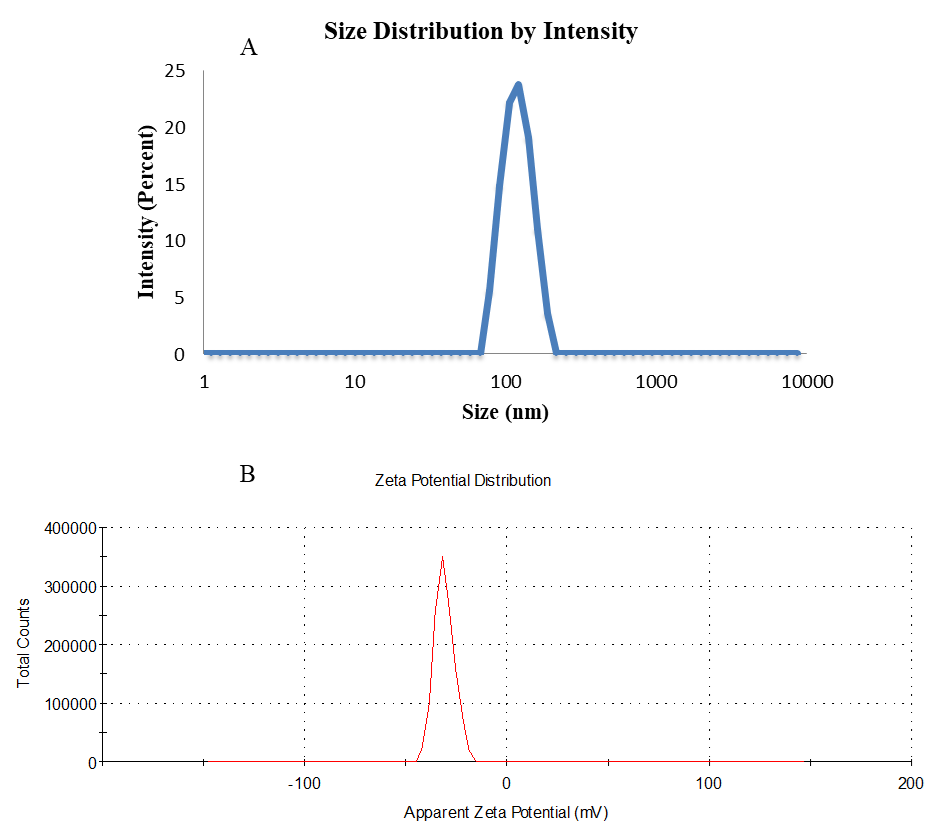 Size Distribution by Intensity
A
25
20
15
10
5
0
Intensity (Percent)
1 10 100 1000 10000
Size (nm)
B
Zeta Potential Distribution
400000
300000
200000
100000
0
Total Counts
-100 0 100 200
Apparent Zeta Potential (mV)